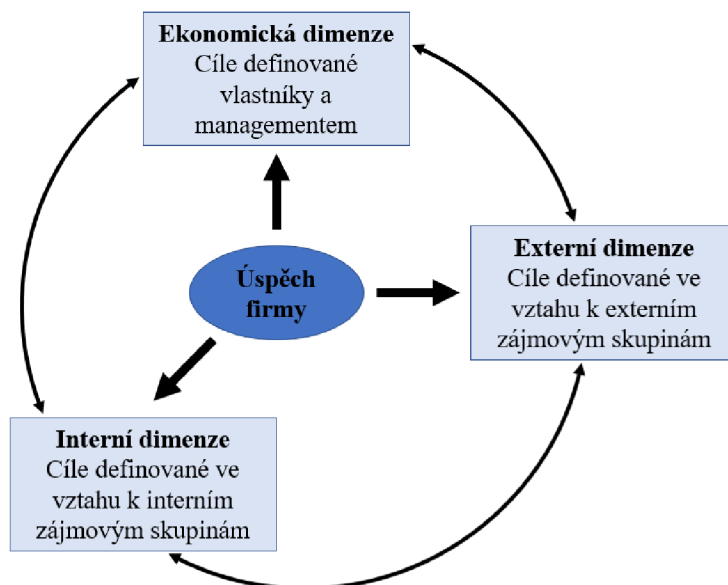 Ekonomická dimenze
Cíle definované
vlastníky a
managementem
Úspěch
firmy
Externí dimenze
Cíle definované ve
vztahu k externím
zájmovým skupinám
Interní dimenze
Cíle definované ve
vztahu k interním
zájmovým skupinám